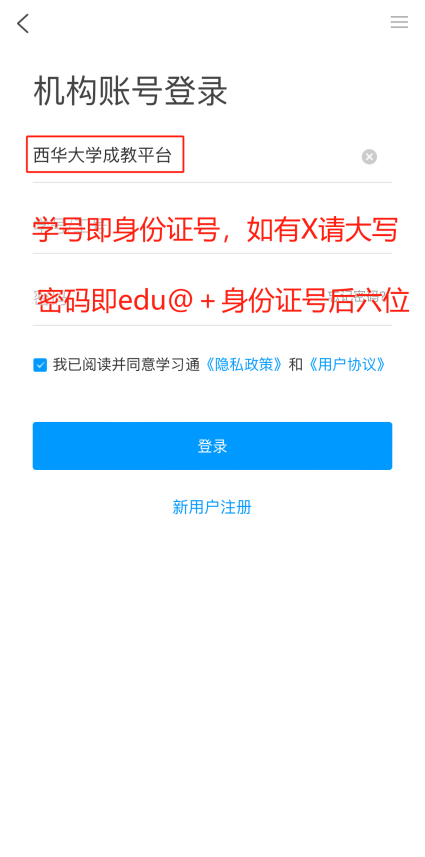 机构账号登录
西华大学成教平台
学号即身份证号，如有X请大写
密码即edu@＋身份证号后六位
我已阅读并同意学习通《隐私政策》和《用户协议》
登录
新用户注册